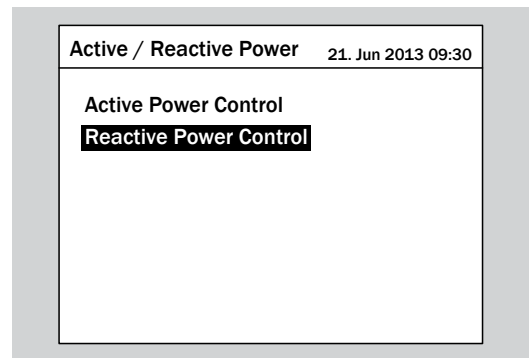 Active / Reactive Power 21. Jun 2013 09:30
Active Power Control
Reactive Power Control